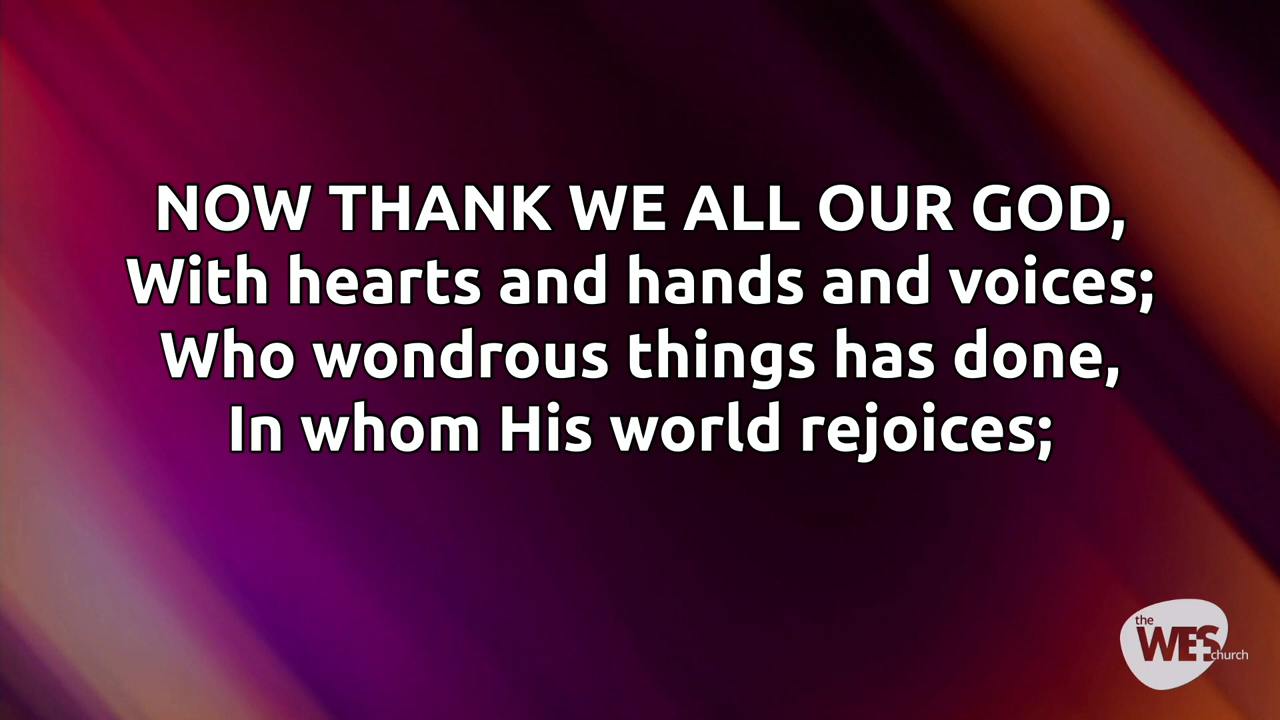 NOW THANK WE ALL OUR GOD,
With hearts and hands and voices;
Who wondrous things has done,
In whom His world rejoices;
the
WES
church